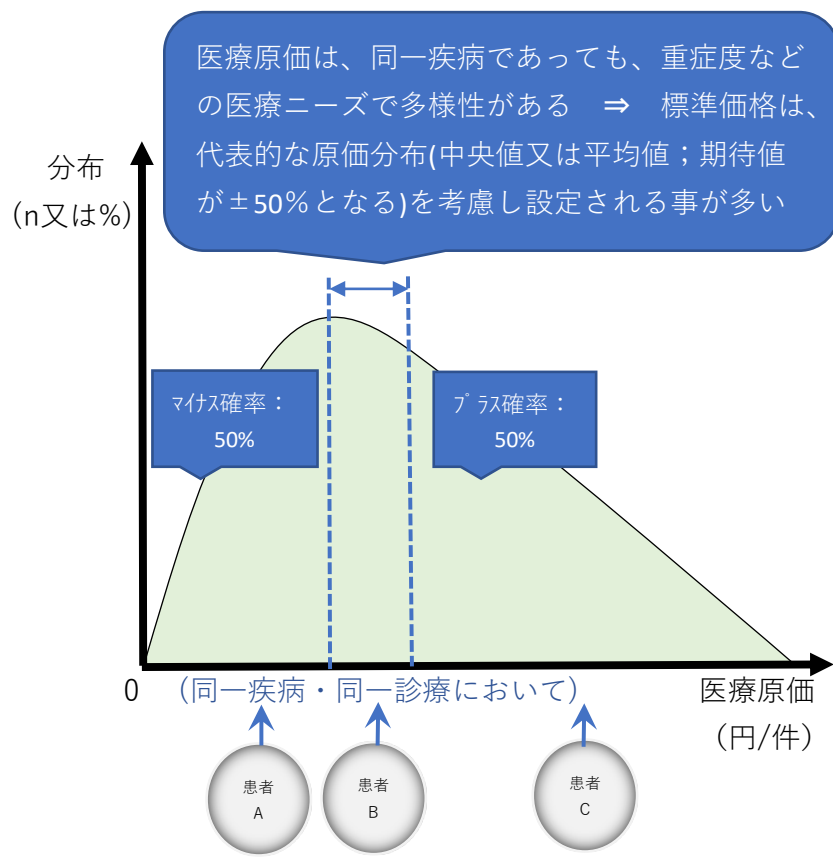 医療原価は、同一疾病であっても、重症度など
の医療ニーズで多様性がある ⇒ 標準価格は、
代表的な原価分布(中央値又は平均値；期待値
が±50％となる)を考慮し設定される事が多い
分布
(n又は%)
ﾏｲﾅｽ確率：
50%
ﾌﾟﾗｽ確率：
50%
0
（同一疾病・同一診療において）
医療原価
（円/件）
患者
A
患者
B
患者
C